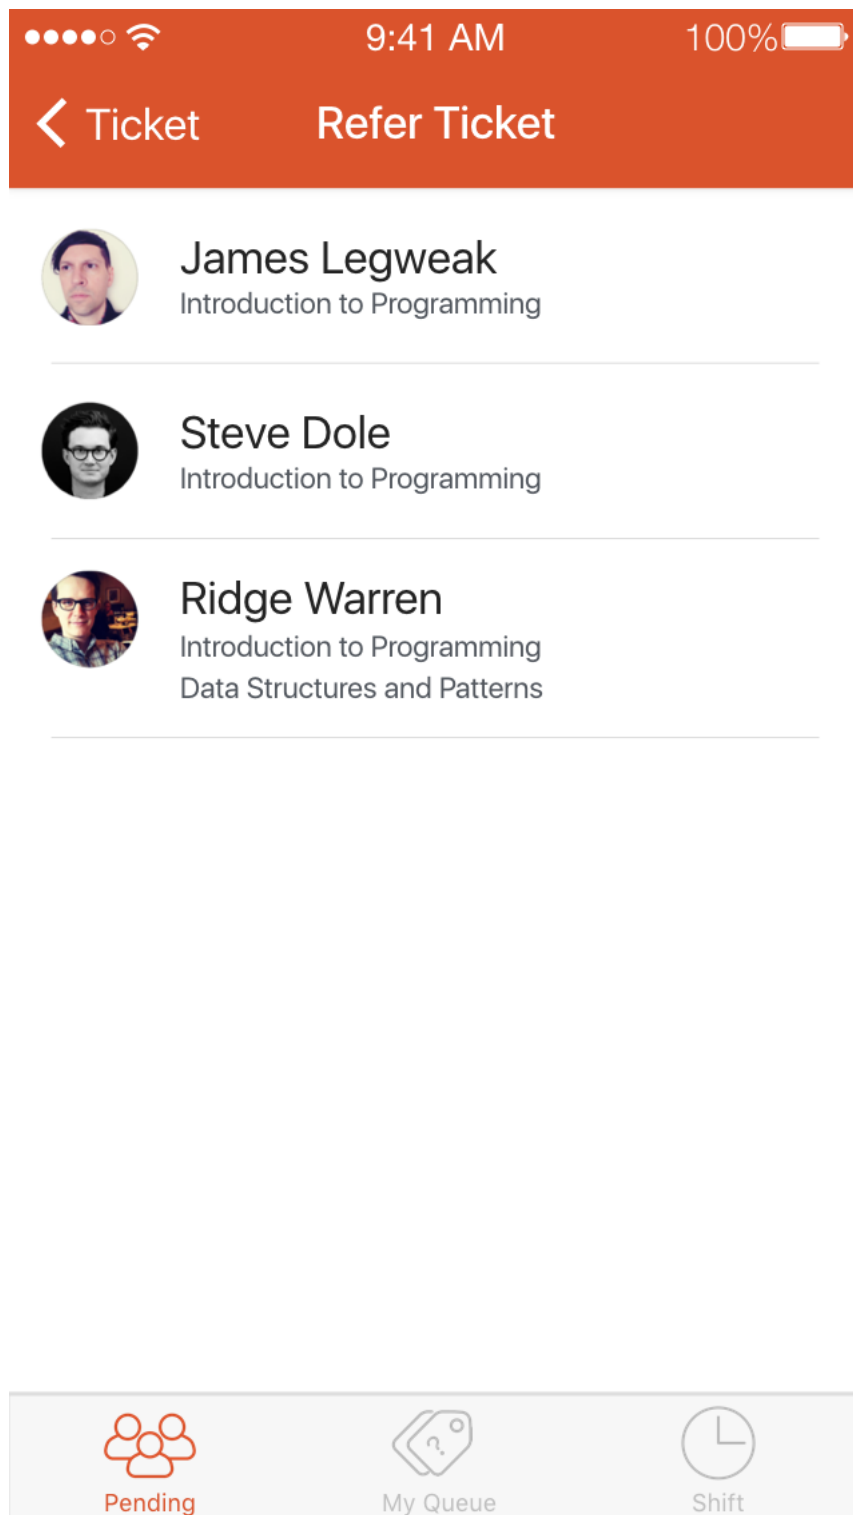 9:41 AM 100%
Ticket Refer Ticket
James Legweak
Introduction to Programming
Steve Dole
Introduction to Programming
Ridge Warren
Introduction to Programming
Data Structures and Patterns
?
Pending My Queue Shift